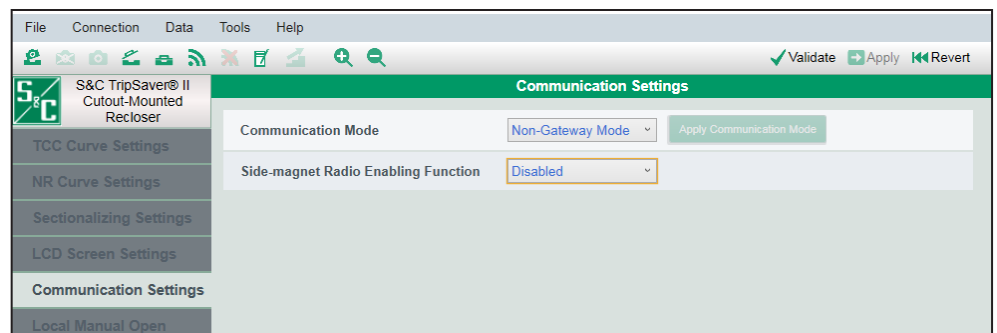 File Connection Data Tools Help
Validate Apply Revert
S&C
S&C TripSaver® II
Cutout-Mounted
Recloser
Communication Settings
Communication Mode Non-Gateway Mode Apply Communication Mode
Side-magnet Radio Enabling Function Disabled
TCC Curve Settings
NR Curve Settings
Sectionalizing Settings
LCD Screen Settings
Communication Settings
Local Manual Open